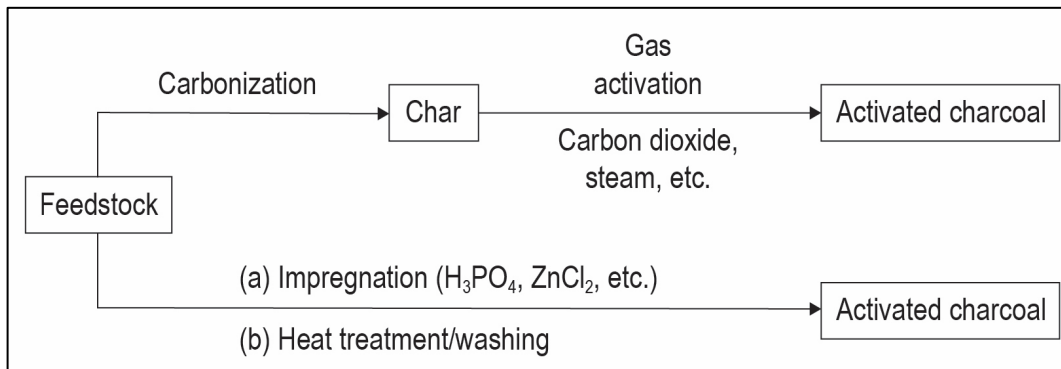 Carbonization
Char
Gas
activation
Carbon dioxide,
steam, etc.
Activated charcoal
Feedstock
(a) Impregnation (H₃PO₄, ZnCl₂, etc.)
(b) Heat treatment/washing
Activated charcoal